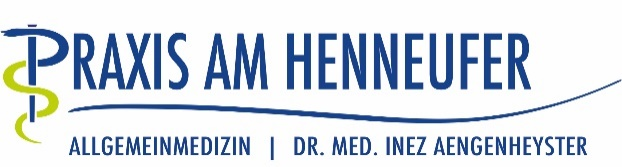 PRAXIS AM HENNEUFER
ALLGEMEINMEDIZIN | DR. MED. INEZ AENGENHEYSTER